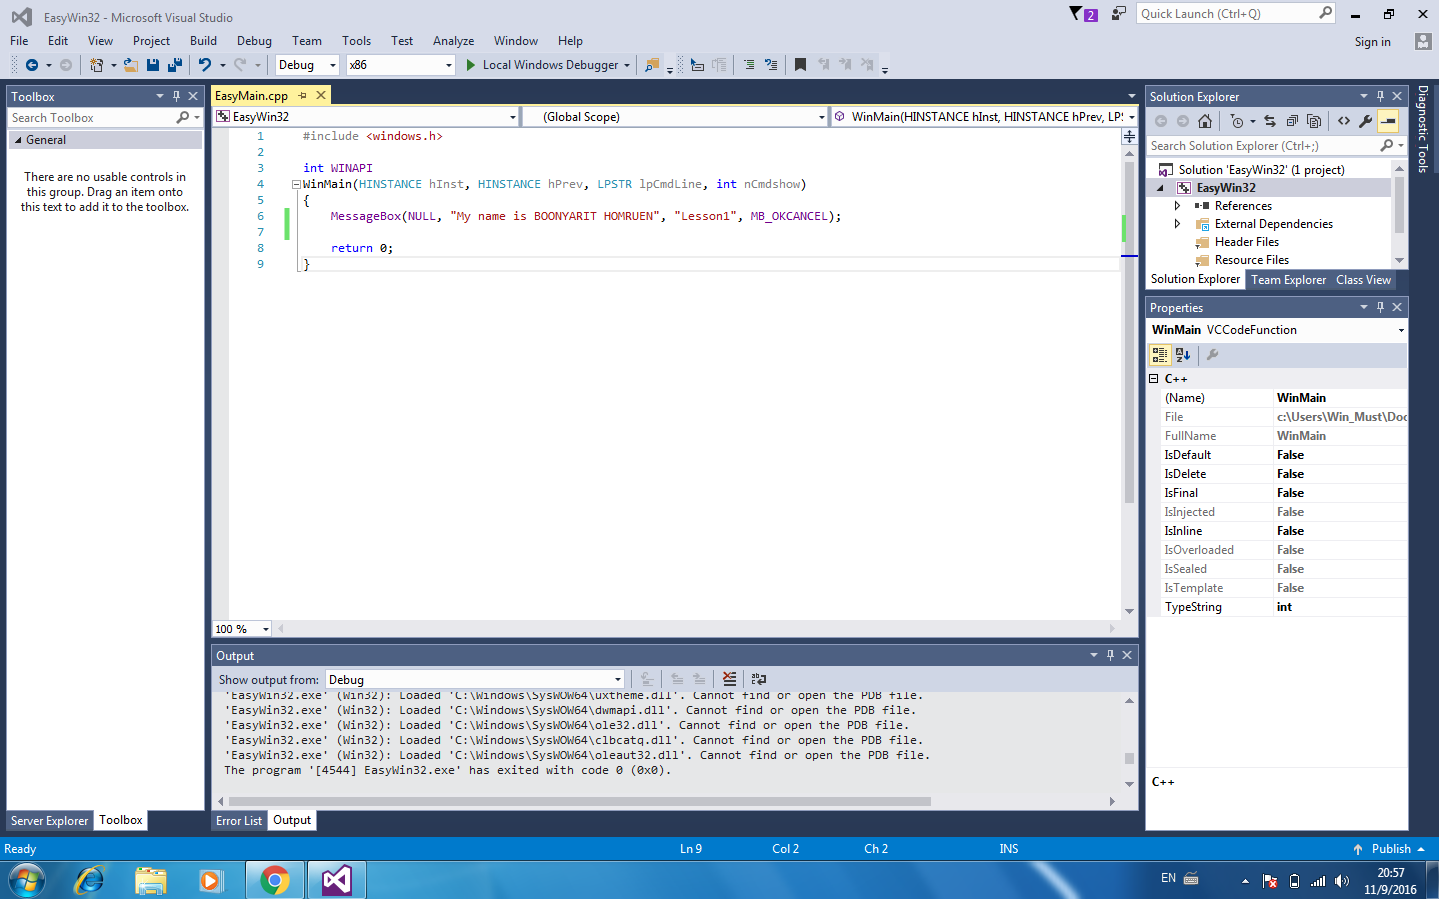 EasyWin32 - Microsoft Visual Studio
2
Quick Launch (Ctrl+Q)
File Edit View Project Build Debug Team Tools Test Analyze Window Help
Sign in
Debug x86 Local Windows Debugger
Toolbox
Search Toolbox
General
There are no usable controls in
this group. Drag an item onto
this text to add it to the toolbox.
Server Explorer Toolbox
EasyMain.cpp
EasyWin32 (Global Scope) WinMain(HINSTANCE hInst, HINSTANCE hPrev, LPS
1 #include <windows.h>
2
3 int WINAPI
4 WinMain(HINSTANCE hInst, HINSTANCE hPrev, LPSTR lpCmdLine, int nCmdshow)
5 {
6 MessageBox(NULL, "My name is BOONYARIT HOMRUEN", "Lesson1", MB_OKCANCEL);
7
8 return 0;
9 }
100 %
Output
Show output from: Debug
'EasyWin32.exe' (Win32): Loaded 'C:\Windows\SysWOW64\uxtheme.dll'. Cannot find or open the PDB file.
'EasyWin32.exe' (Win32): Loaded 'C:\Windows\SysWOW64\dwmapi.dll'. Cannot find or open the PDB file.
'EasyWin32.exe' (Win32): Loaded 'C:\Windows\SysWOW64\ole32.dll'. Cannot find or open the PDB file.
'EasyWin32.exe' (Win32): Loaded 'C:\Windows\SysWOW64\clbcatq.dll'. Cannot find or open the PDB file.
'EasyWin32.exe' (Win32): Loaded 'C:\Windows\SysWOW64\oleaut32.dll'. Cannot find or open the PDB file.
The program '[4544] EasyWin32.exe' has exited with code 0 (0x0).
Error List Output
Solution Explorer
Search Solution Explorer (Ctrl+;)
Solution 'EasyWin32' (1 project)
EasyWin32
References
External Dependencies
Header Files
Resource Files
Solution Explorer Team Explorer Class View
Properties
WinMain VCCodeFunction
C++
(Name) WinMain
File c:\Users\Win_Must\Doc
FullName WinMain
IsDefault False
IsDelete False
IsFinal False
IsInjected False
IsInline False
IsOverloaded False
IsSealed False
IsTemplate False
TypeString int
C++
Diagnostic Tools
Ready Ln 9 Col 2 Ch 2 INS Publish
EN
20:57
11/9/2016